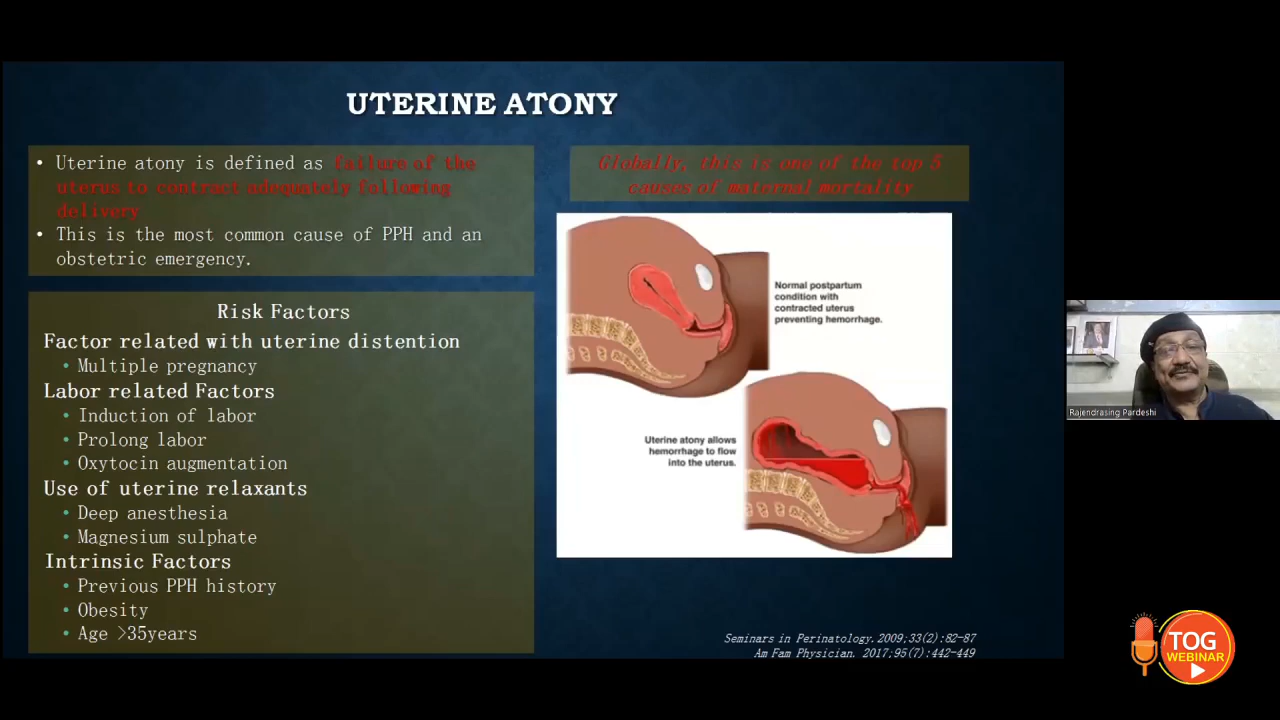 UTERINE ATONY
• Uterine atony is defined as failure of the
uterus to contract adequately following
delivery
• This is the most common cause of PPH and an
obstetric emergency.
Risk Factors
Factor related with uterine distention
• Multiple pregnancy
Labor related Factors
• Induction of labor
• Prolong labor
• Oxytocin augmentation
Use of uterine relaxants
• Deep anesthesia
• Magnesium sulphate
Intrinsic Factors
• Previous PPH history
• Obesity
• Age >35years
Globally, this is one of the top 5
causes of maternal mortality
Normal postpartum
condition with
contracted uterus
preventing hemorrhage.
Uterine atony allows
hemorrhage to flow
into the uterus.
Seminars in Perinatology.2009;33(2):82-87
Am Fam Physician. 2017;95(7):442-449
Rajendrasing Pardeshi
TOG
WEBINAR